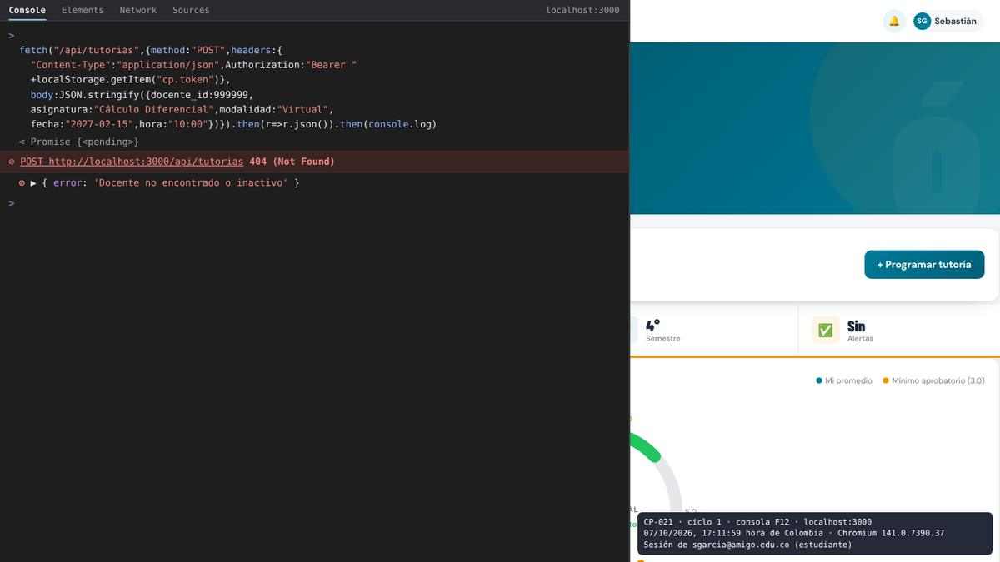 Console Elements Network Sources localhost:3000
>
fetch("/api/tutorias",{method:"POST",headers:{
"Content-Type":"application/json",Authorization:"Bearer "
+localStorage.getItem("cp.token")},
body:JSON.stringify({docente_id:999999,
asignatura:"Cálculo Diferencial",modalidad:"Virtual",
fecha:"2027-02-15",hora:"10:00"})}).then(r=>r.json()).then(console.log)
< Promise {<pending>}
POST http://localhost:3000/api/tutorias 404 (Not Found)
▶ { error: 'Docente no encontrado o inactivo' }
>
SG Sebastián
ó
+ Programar tutoría
4°
Semestre
Sin
Alertas
Mi promedio Mínimo aprobatorio (3.0)
AL
5.0
to
CP-021 · ciclo 1 · consola F12 · localhost:3000
07/10/2026, 17:11:59 hora de Colombia · Chromium 141.0.7390.37
Sesión de sgarcia@amigo.edu.co (estudiante)